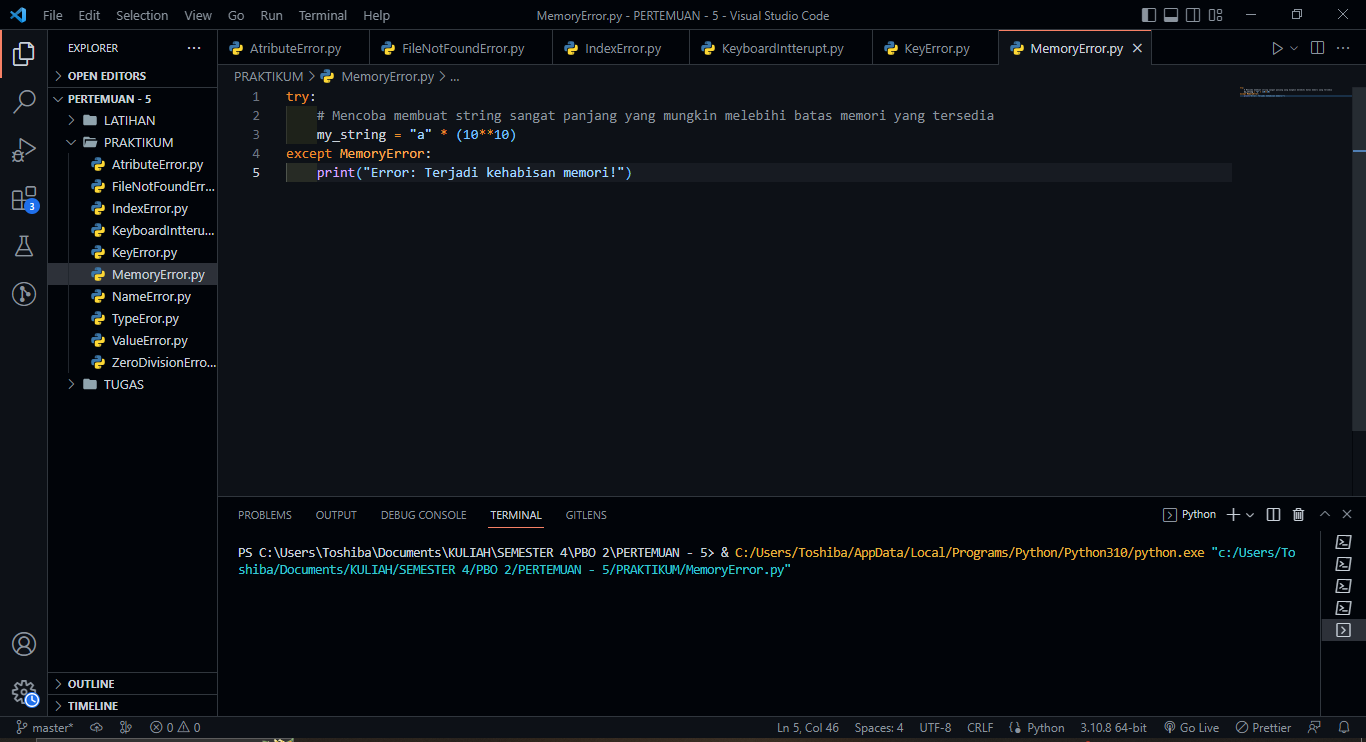 File Edit Selection View Go Run Terminal Help MemoryError.py - PERTEMUAN - 5 - Visual Studio Code
EXPLORER
OPEN EDITORS
PERTEMUAN - 5
LATIHAN
PRAKTIKUM
AtributeError.py
FileNotFoundErr...
IndexError.py
KeyboardIntteru...
KeyError.py
MemoryError.py
NameError.py
TypeEror.py
ValueError.py
ZeroDivisionErro...
TUGAS
OUTLINE
TIMELINE
3
AtributeError.py FileNotFoundError.py IndexError.py KeyboardIntterupt.py KeyError.py MemoryError.py
PRAKTIKUM > MemoryError.py > ...
1 try:
2 # Mencoba membuat string sangat panjang yang mungkin melebihi batas memori yang tersedia
3 my_string = "a" * (10**10)
4 except MemoryError:
5 print("Error: Terjadi kehabisan memori!")
PROBLEMS OUTPUT DEBUG CONSOLE TERMINAL GITLENS Python
PS C:\Users\Toshiba\Documents\KULIAH\SEMESTER 4\PBO 2\PERTEMUAN - 5> & C:/Users/Toshiba/AppData/Local/Programs/Python/Python310/python.exe "c:/Users/To
shiba/Documents/KULIAH/SEMESTER 4/PBO 2/PERTEMUAN - 5/PRAKTIKUM/MemoryError.py"
master* 0 0 Ln 5, Col 46 Spaces: 4 UTF-8 CRLF Python 3.10.8 64-bit Go Live Prettier